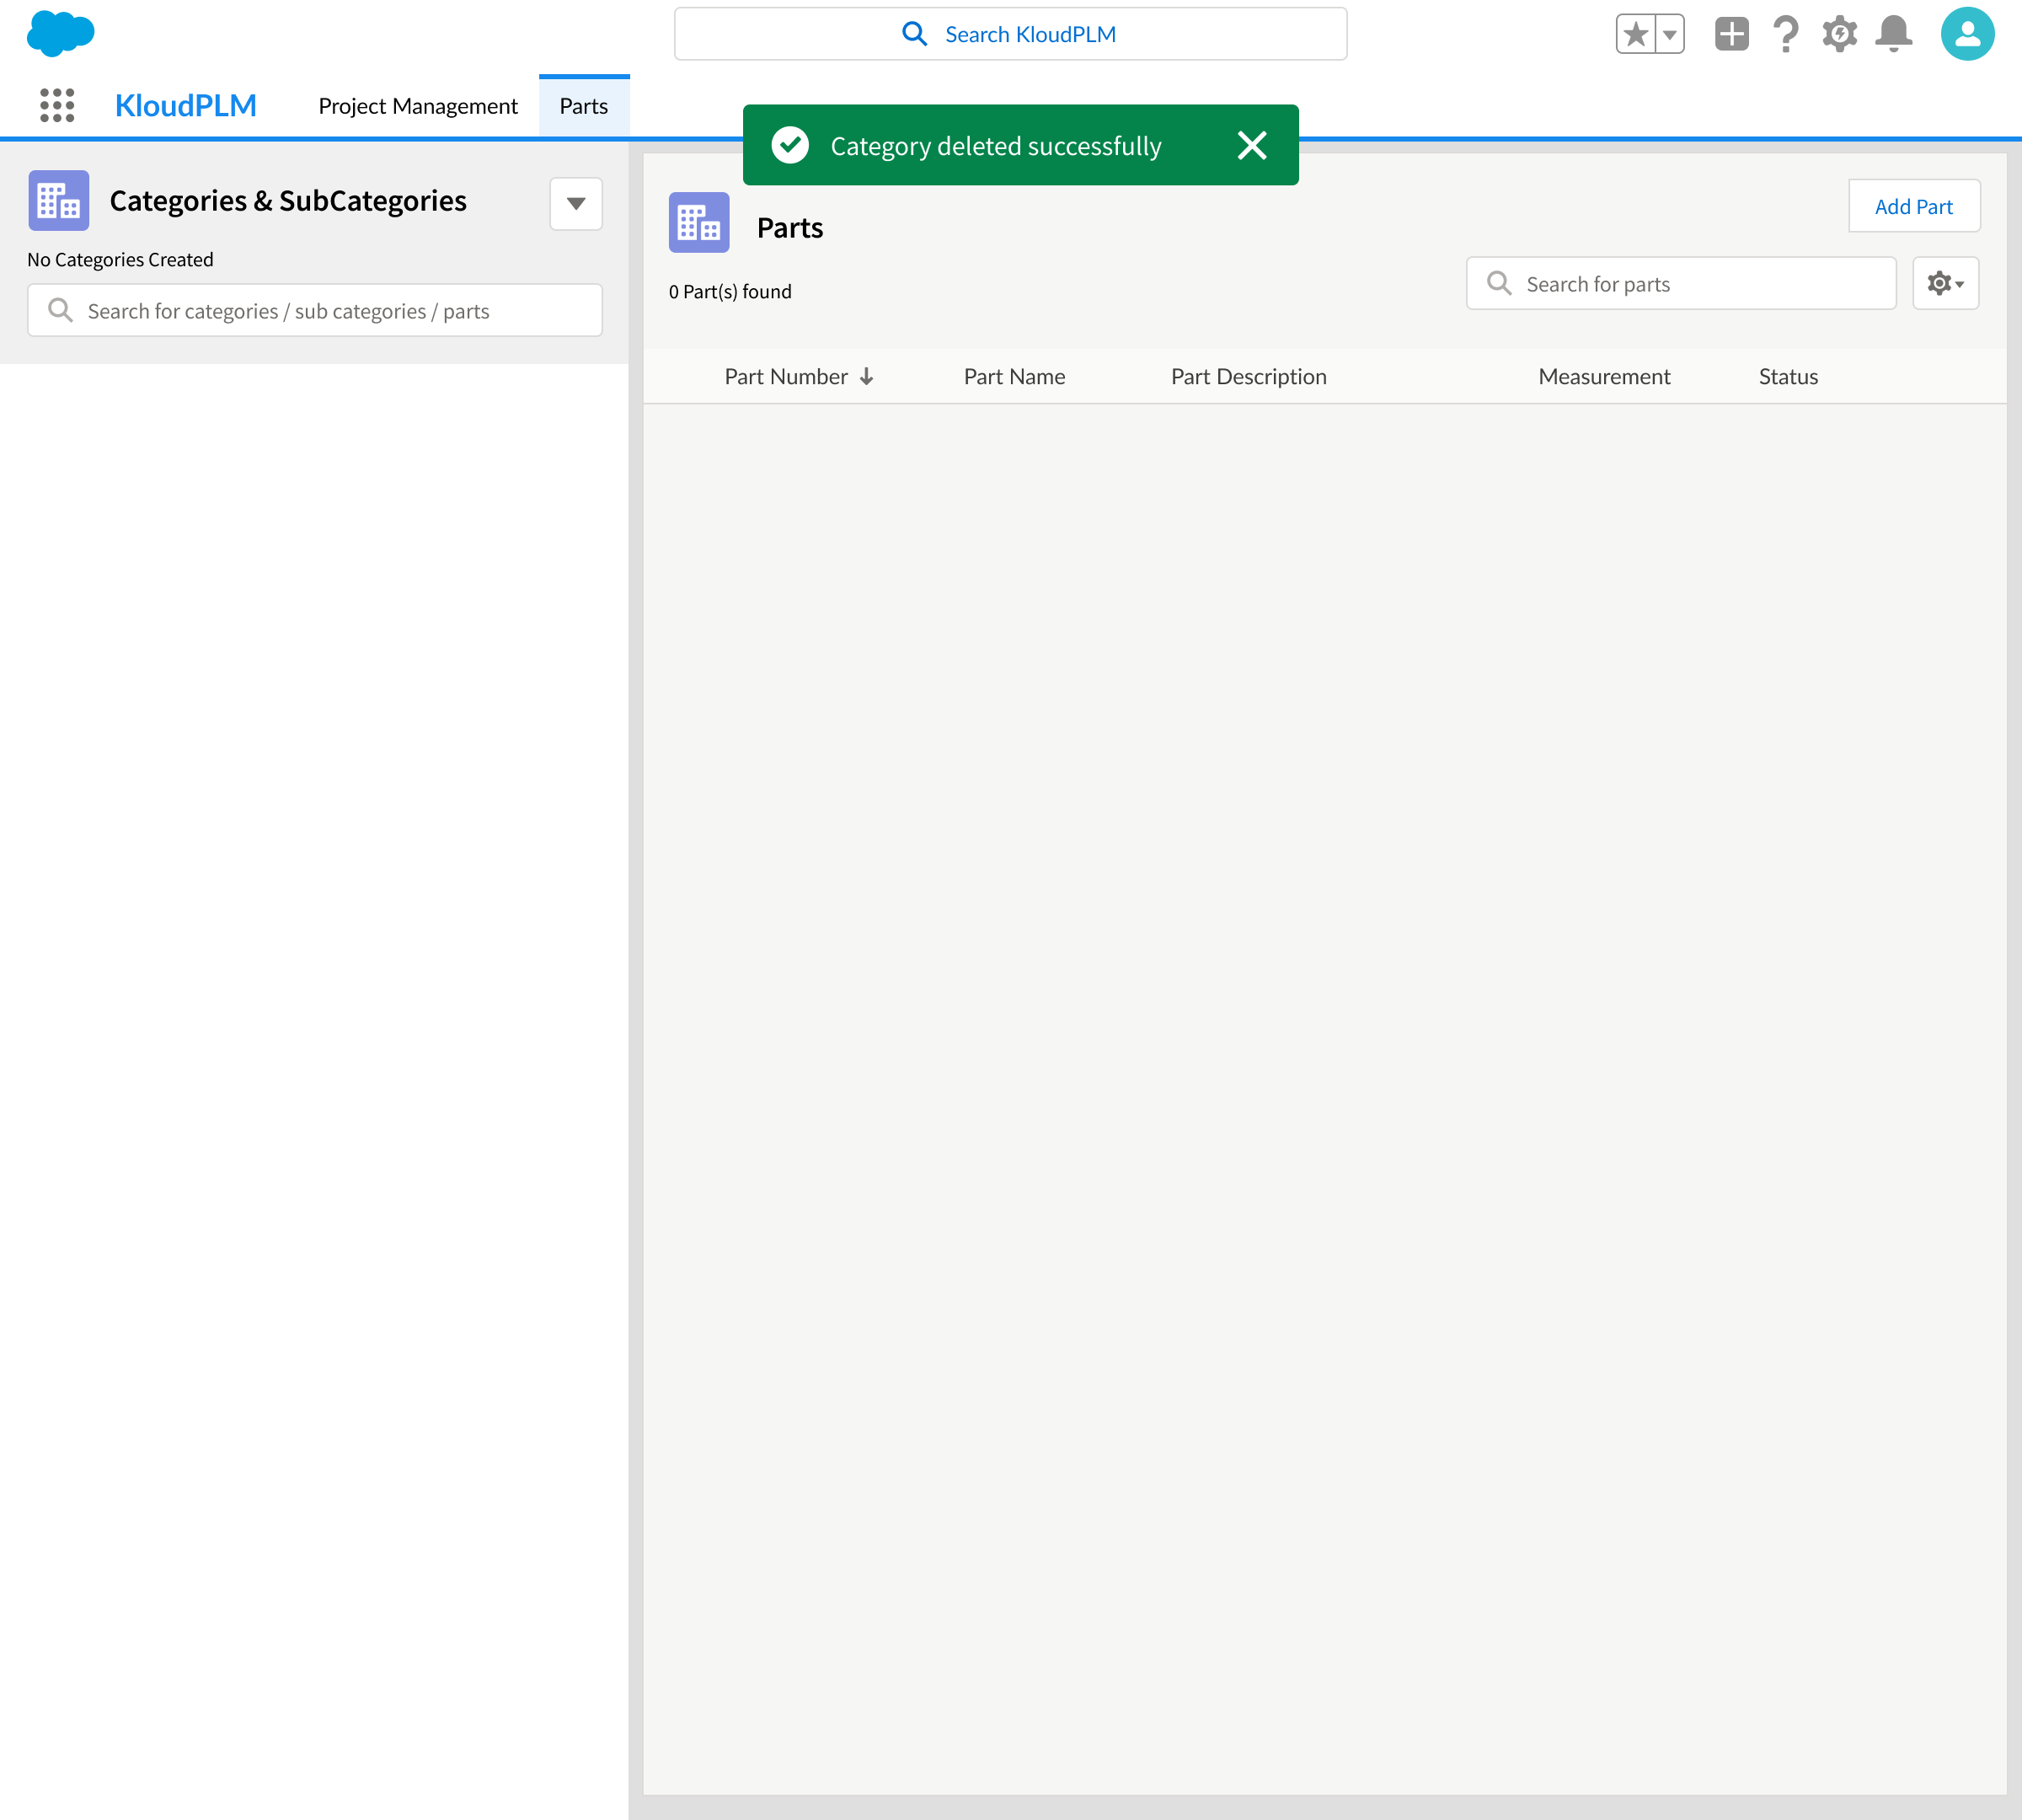 Search KloudPLM
KloudPLM
Project Management
Parts
Category deleted successfully
Categories & SubCategories
No Categories Created
Search for categories / sub categories / parts
Parts
Add Part
0 Part(s) found
Search for parts
Part Number
Part Name
Part Description
Measurement
Status